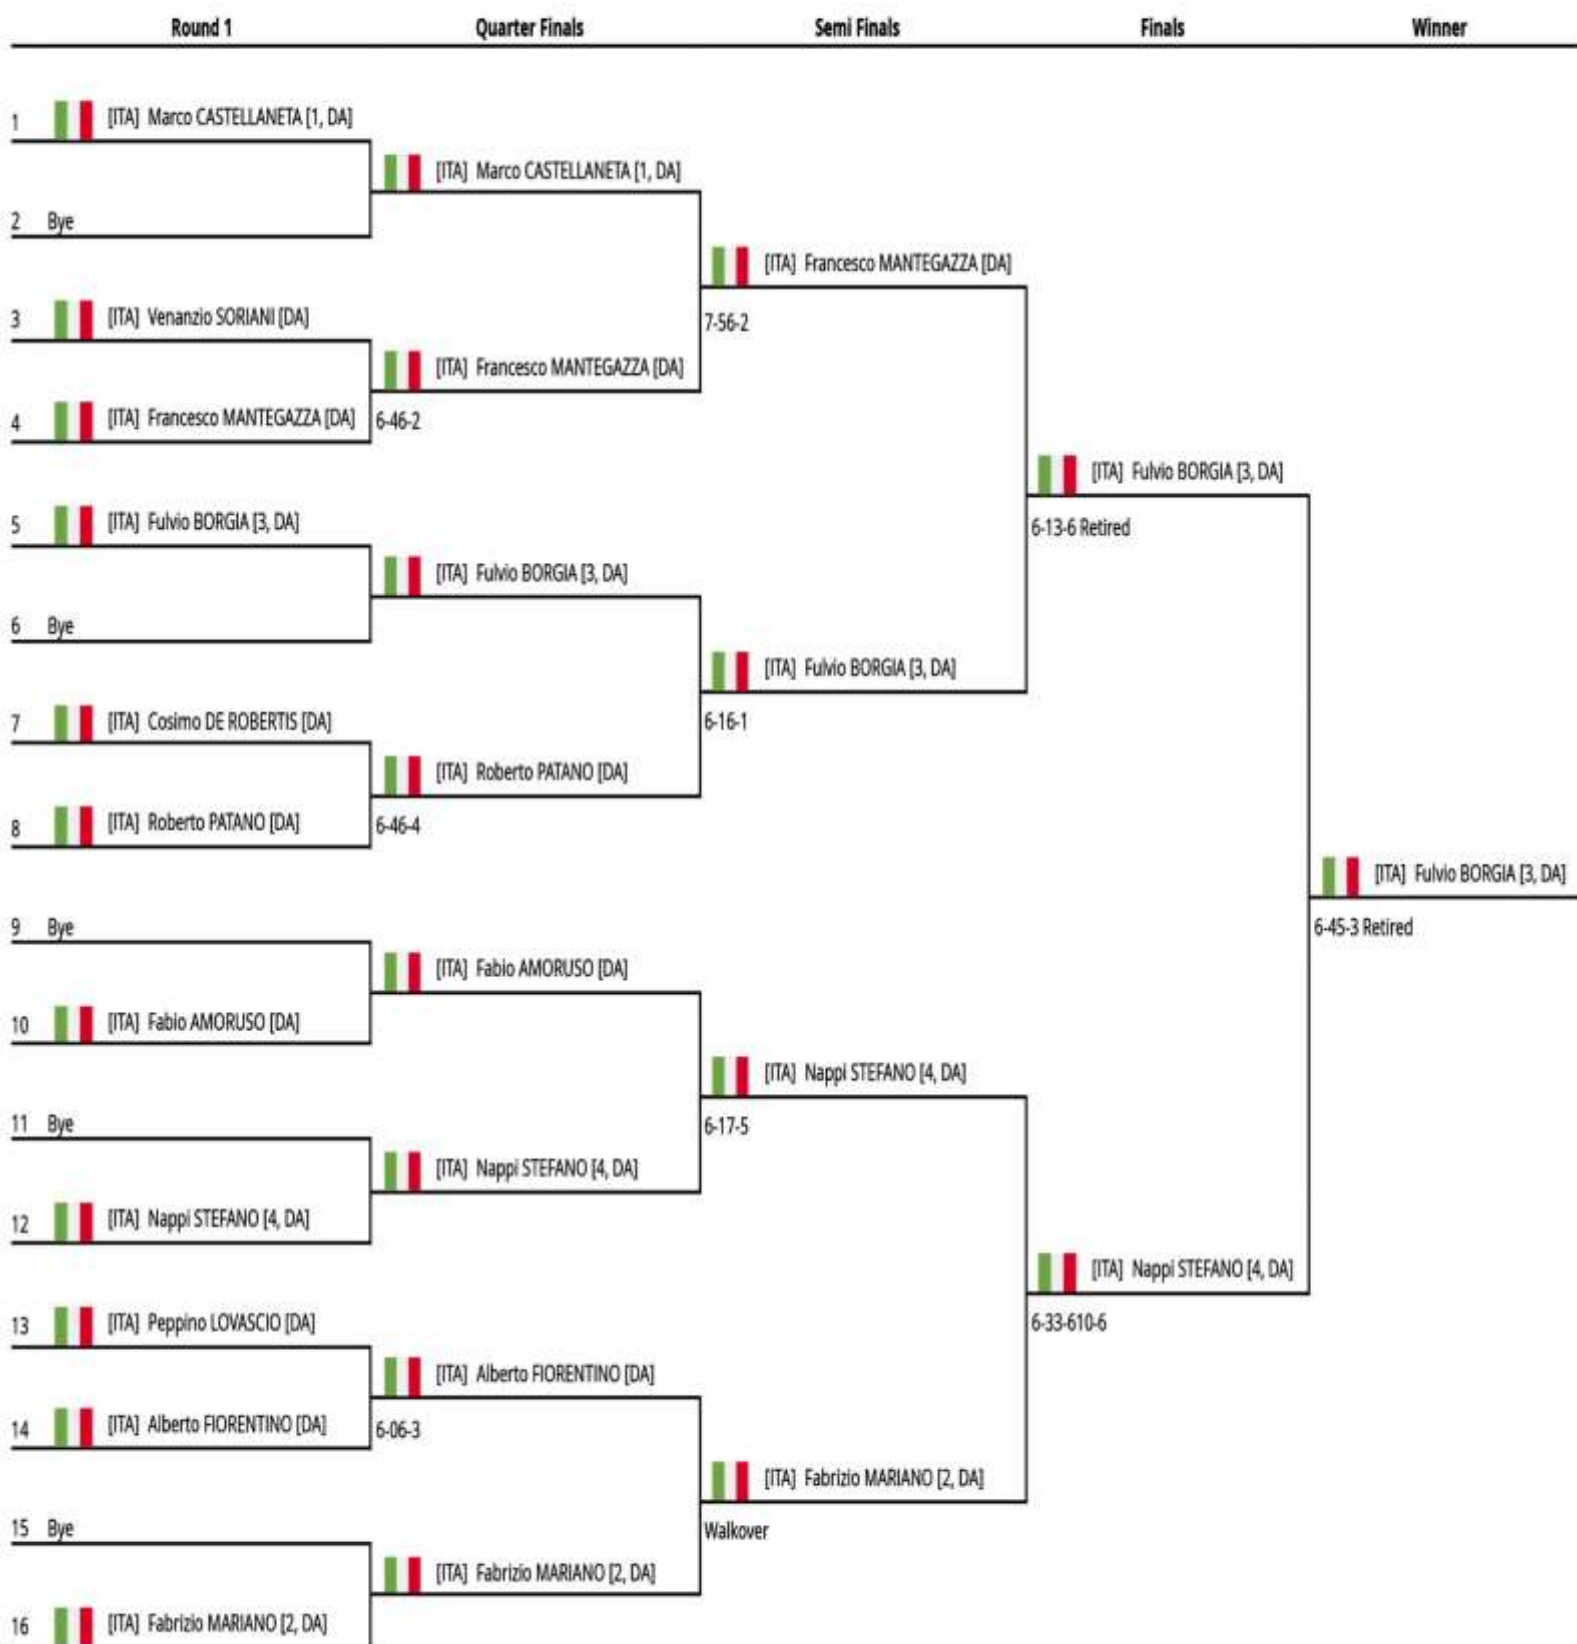 Round 1 Quarter Finals Semi Finals Finals Winner
1 [ITA] Marco CASTELLANETA [1, DA]
[ITA] Marco CASTELLANETA [1, DA]
2 Bye
[ITA] Francesco MANTEGAZZA [DA]
3 [ITA] Venanzio SORIANI [DA]
7-56-2
[ITA] Francesco MANTEGAZZA [DA]
4 [ITA] Francesco MANTEGAZZA [DA]
6-46-2
[ITA] Fulvio BORGIA [3, DA]
5 [ITA] Fulvio BORGIA [3, DA]
6-13-6 Retired
[ITA] Fulvio BORGIA [3, DA]
6 Bye
[ITA] Fulvio BORGIA [3, DA]
7 [ITA] Cosimo DE ROBERTIS [DA]
6-16-1
[ITA] Roberto PATANO [DA]
8 [ITA] Roberto PATANO [DA]
6-46-4
[ITA] Fulvio BORGIA [3, DA]
9 Bye
6-45-3 Retired
[ITA] Fabio AMORUSO [DA]
10 [ITA] Fabio AMORUSO [DA]
[ITA] Nappi STEFANO [4, DA]
11 Bye
6-17-5
[ITA] Nappi STEFANO [4, DA]
12 [ITA] Nappi STEFANO [4, DA]
[ITA] Nappi STEFANO [4, DA]
13 [ITA] Peppino LOVASCIO [DA]
6-33-610-6
[ITA] Alberto FIORENTINO [DA]
14 [ITA] Alberto FIORENTINO [DA]
6-06-3
[ITA] Fabrizio MARIANO [2, DA]
15 Bye
Walkover
[ITA] Fabrizio MARIANO [2, DA]
16 [ITA] Fabrizio MARIANO [2, DA]